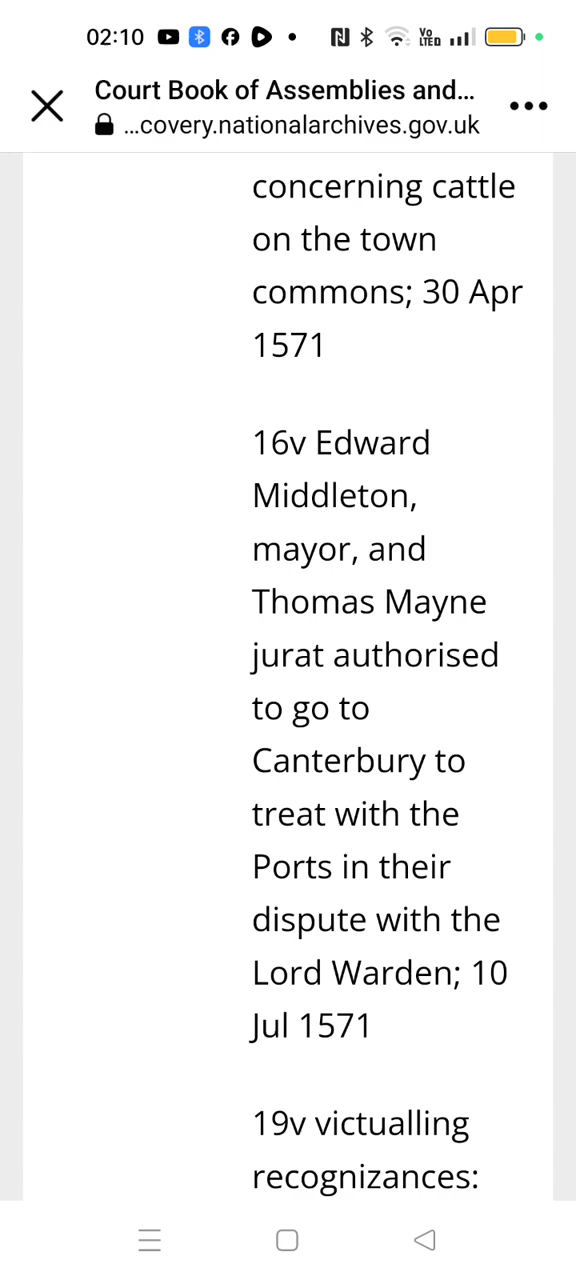 02:10
Court Book of Assemblies and...
...covery.nationalarchives.gov.uk
concerning cattle
on the town
commons; 30 Apr
1571
16v Edward
Middleton,
mayor, and
Thomas Mayne
jurat authorised
to go to
Canterbury to
treat with the
Ports in their
dispute with the
Lord Warden; 10
Jul 1571
19v victualling
recognizances: